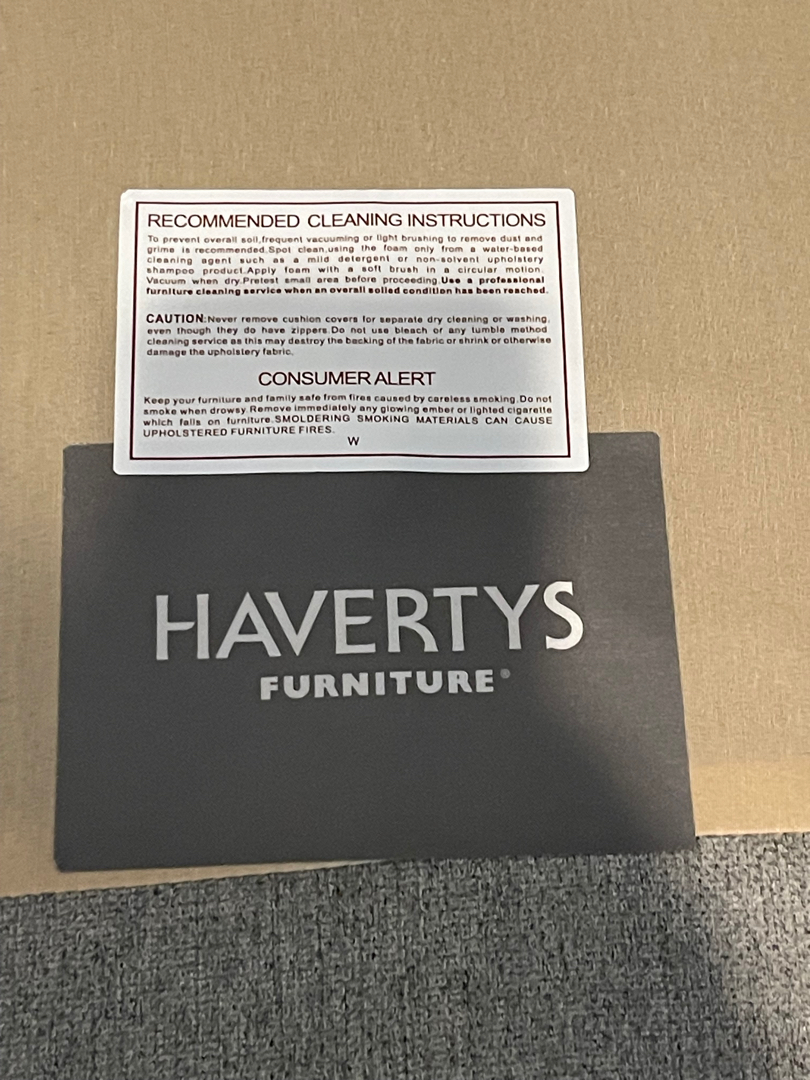 RECOMMENDED CLEANING INSTRUCTIONS
To prevent overall soil,frequent vacuuming or light brushing to remove dust and
grime is recommended.Spot clean,using the foam only from a water-based
cleaning agent such as a mild detergent or non-solvent upholstery
shampoo product.Apply foam with a soft brush in a circular motion.
Vacuum when dry.Pretest small area before proceeding.Use a professional
furniture cleaning service when an overall soiled condition has been reached.
CAUTION:Never remove cushion covers for separate dry cleaning or washing,
even though they do have zippers.Do not use bleach or any tumble method
cleaning service as this may destroy the backing of the fabric or shrink or otherwise
damage the upholstery fabric.
CONSUMER ALERT
Keep your furniture and family safe from fires caused by careless smoking.Do not
smoke when drowsy.Remove immediately any glowing ember or lighted cigarette
which falls on furniture.SMOLDERING SMOKING MATERIALS CAN CAUSE
UPHOLSTERED FURNITURE FIRES.
W
HAVERTYS
FURNITURE®